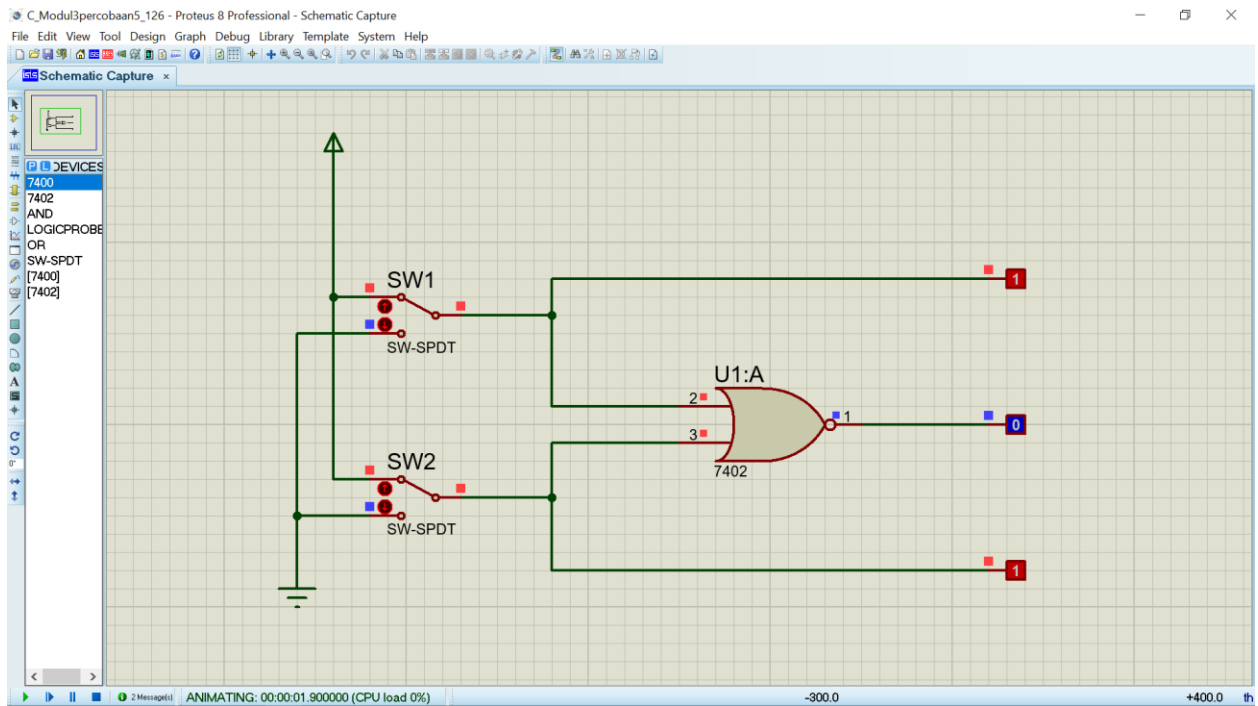 C_Modul3percobaan5_126 - Proteus 8 Professional - Schematic Capture
File Edit View Tool Design Graph Debug Library Template System Help
Schematic Capture ×
P L DEVICES
7400
7402
AND
LOGICPROBE
OR
SW-SPDT
[7400]
[7402]
0°
SW1
SW-SPDT
1
U1:A
2
3
1
7402
0
SW2
SW-SPDT
1
2 Message(s) ANIMATING: 00:00:01.900000 (CPU load 0%) -300.0 +400.0 th